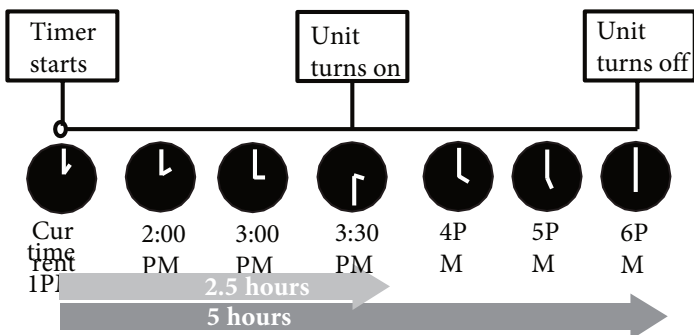 Timer
starts
Unit
turns on
Unit
turns off
Cur
time
rent
2:00
PM
3:00
PM
3:30
PM
4P
M
5P
M
6P
M
2.5 hours
5 hours